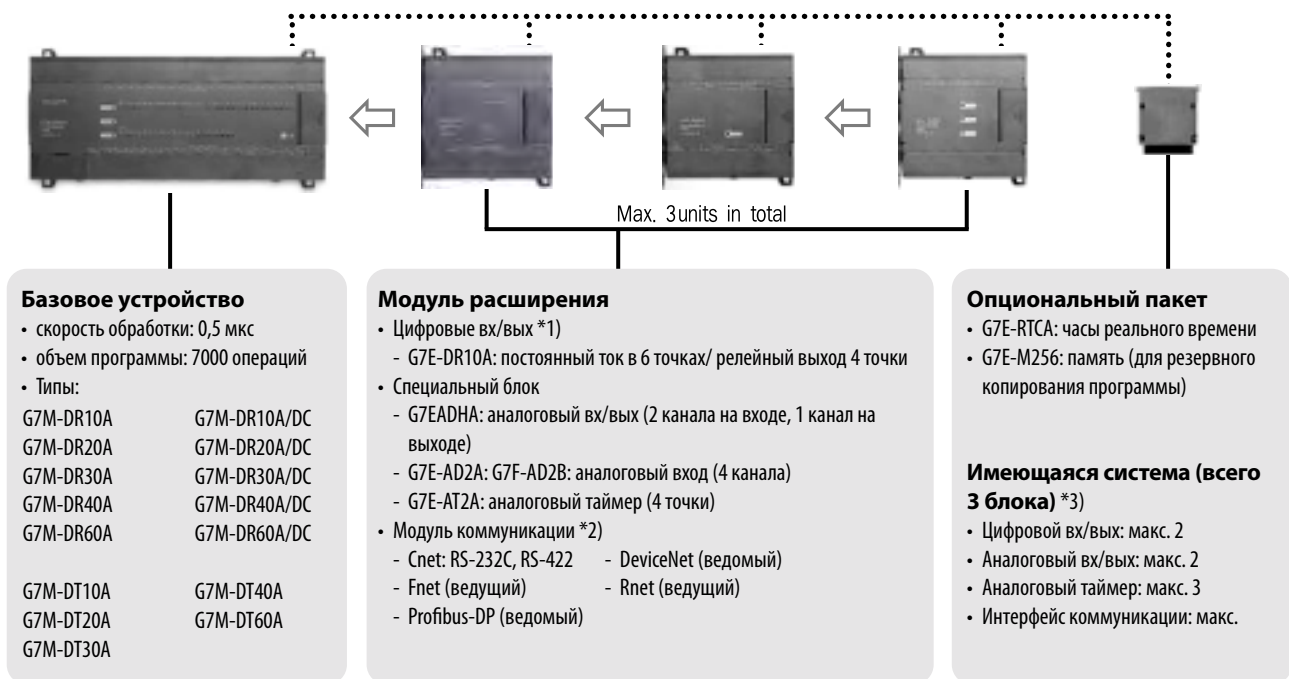 Max. 3units in total
Базовое устройство
• скорость обработки: 0,5 мкс
• объем программы: 7000 операций
• Типы:
G7M-DR10A G7M-DR10A/DC
G7M-DR20A G7M-DR20A/DC
G7M-DR30A G7M-DR30A/DC
G7M-DR40A G7M-DR40A/DC
G7M-DR60A G7M-DR60A/DC
G7M-DT10A G7M-DT40A
G7M-DT20A G7M-DT60A
G7M-DT30A
Модуль расширения
• Цифровые вх/вых *1)
- G7E-DR10A: постоянный ток в 6 точках/ релейный выход 4 точки
• Специальный блок
- G7EADHA: аналоговый вх/вых (2 канала на входе, 1 канал на
выходе)
- G7E-AD2A: G7F-AD2B: аналоговый вход (4 канала)
- G7E-AT2A: аналоговый таймер (4 точки)
• Модуль коммуникации *2)
- Cnet: RS-232C, RS-422 - DeviceNet (ведомый)
- Fnet (ведущий) - Rnet (ведущий)
- Profibus-DP (ведомый)
Опциональный пакет
• G7E-RTCA: часы реального времени
• G7E-M256: память (для резервного
копирования программы)
Имеющаяся система (всего
3 блока) *3)
• Цифровой вх/вых: макс. 2
• Аналоговый вх/вых: макс. 2
• Аналоговый таймер: макс. 3
• Интерфейс коммуникации: макс.